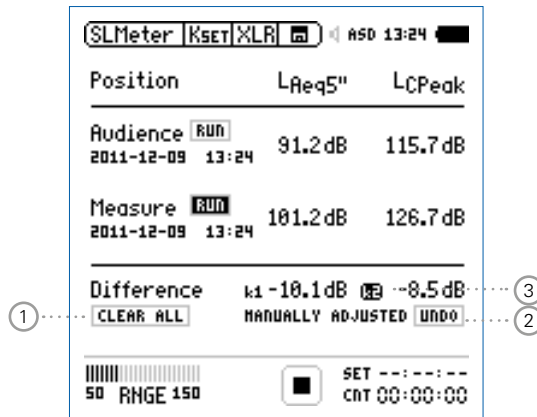 SLMeter KSET XLR ASD 13:24
Position LAeq5" LCPeak
Audience RUN 91.2dB 115.7dB
2011-12-09 13:24
Measure RUN 101.2dB 126.7dB
2011-12-09 13:24
Difference k1 -10.1dB k2 -8.5dB 3
1 CLEAR ALL MANUALLY ADJUSTED UNDO 2
SET --:--:--
50 RNGE 150 CNT 00:00:00